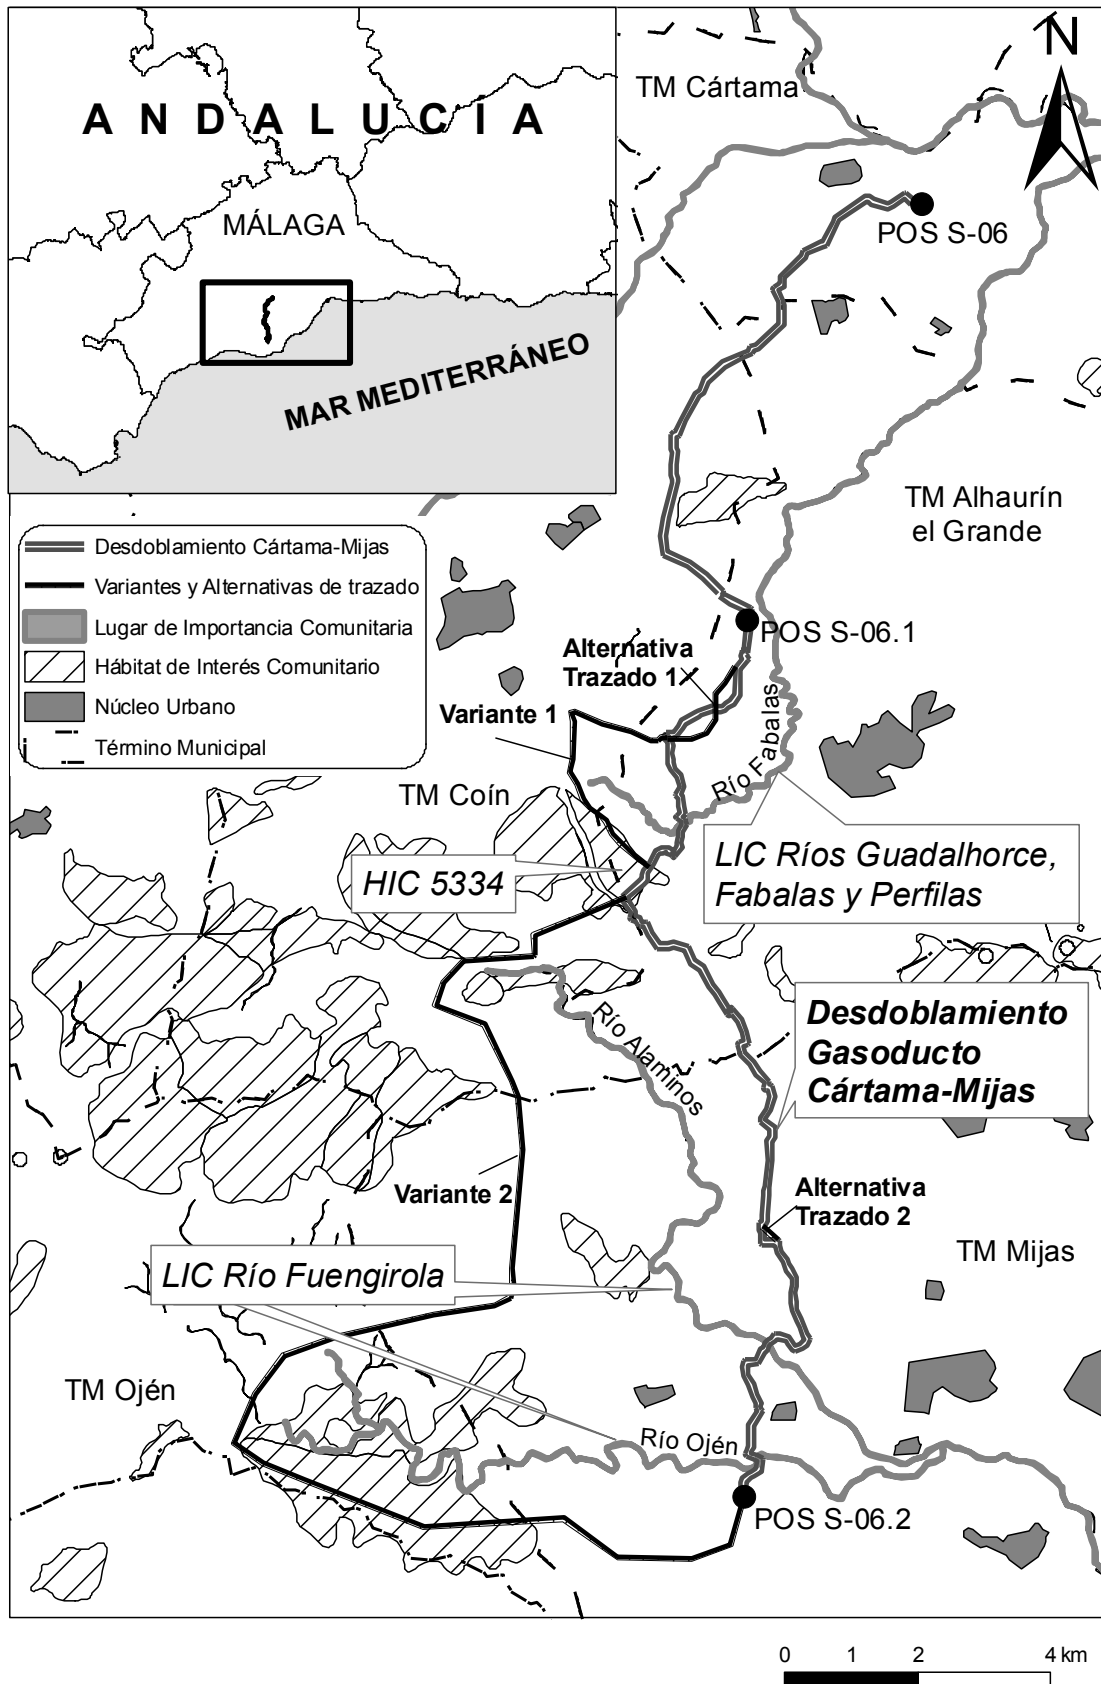 N
TM Cártama
A N D A L U C Í A
MÁLAGA
MAR MEDITERRÁNEO
POS S-06
TM Alhaurín
el Grande
Desdoblamiento Cártama-Mijas
Variantes y Alternativas de trazado
Lugar de Importancia Comunitaria
Hábitat de Interés Comunitario
Núcleo Urbano
Término Municipal
POS S-06.1
Alternativa
Trazado 1
Variante 1
Río Fabalas
TM Coín
HIC 5334
LIC Ríos Guadalhorce,
Fabalas y Perfilas
Río Alaminos
Desdoblamiento
Gasoducto
Cártama-Mijas
Variante 2
Alternativa
Trazado 2
TM Mijas
LIC Río Fuengirola
TM Ojén
Río Ojén
POS S-06.2
0 1 2 4 km